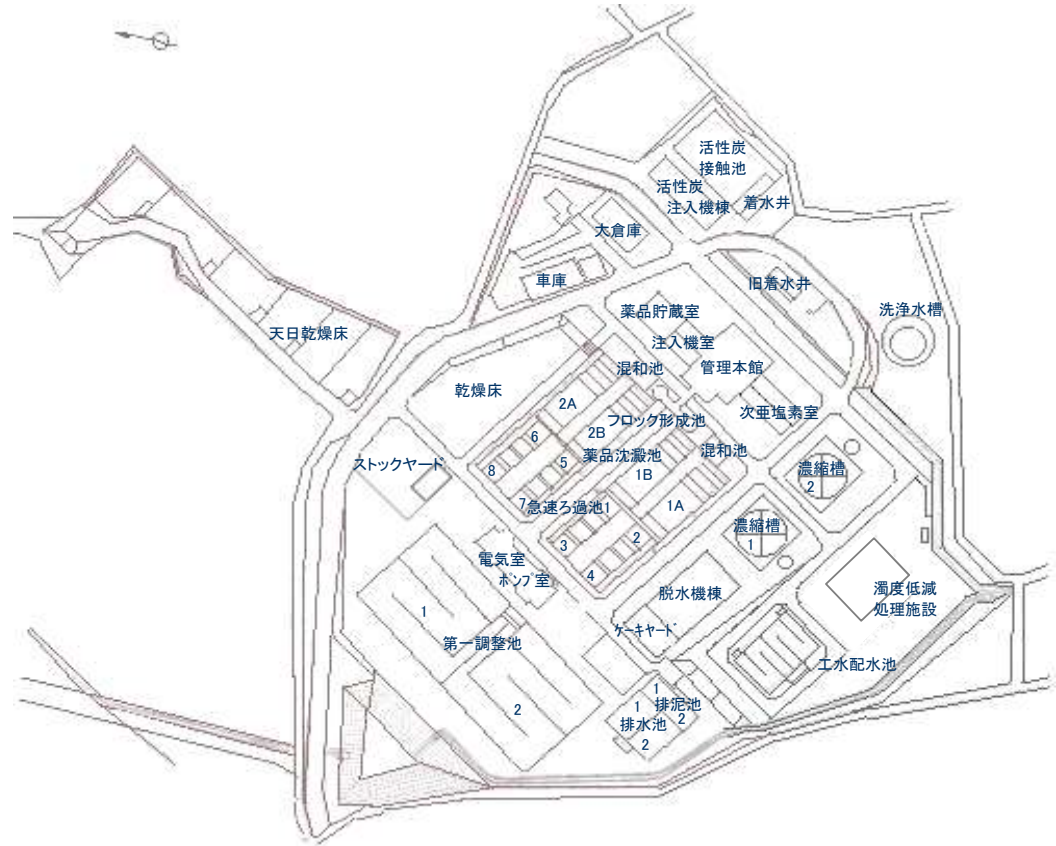 活性炭
接触池
活性炭
注入機棟
着水井
大倉庫
車庫
旧着水井
洗浄水槽
薬品貯蔵室
注入機室
混和池
管理本館
天日乾燥床
乾燥床
2A
2B
フロック形成池
次亜塩素室
6
8
5
7
薬品沈澱池
混和池
1B
1A
ストックヤード
急速ろ過池1
3
2
4
濃縮槽
2
濃縮槽
1
電気室
ポンプ室
脱水機棟
濁度低減
処理施設
1
第一調整池
2
ケーキヤード
工水配水池
1
排泥池
2
1
排水池
2